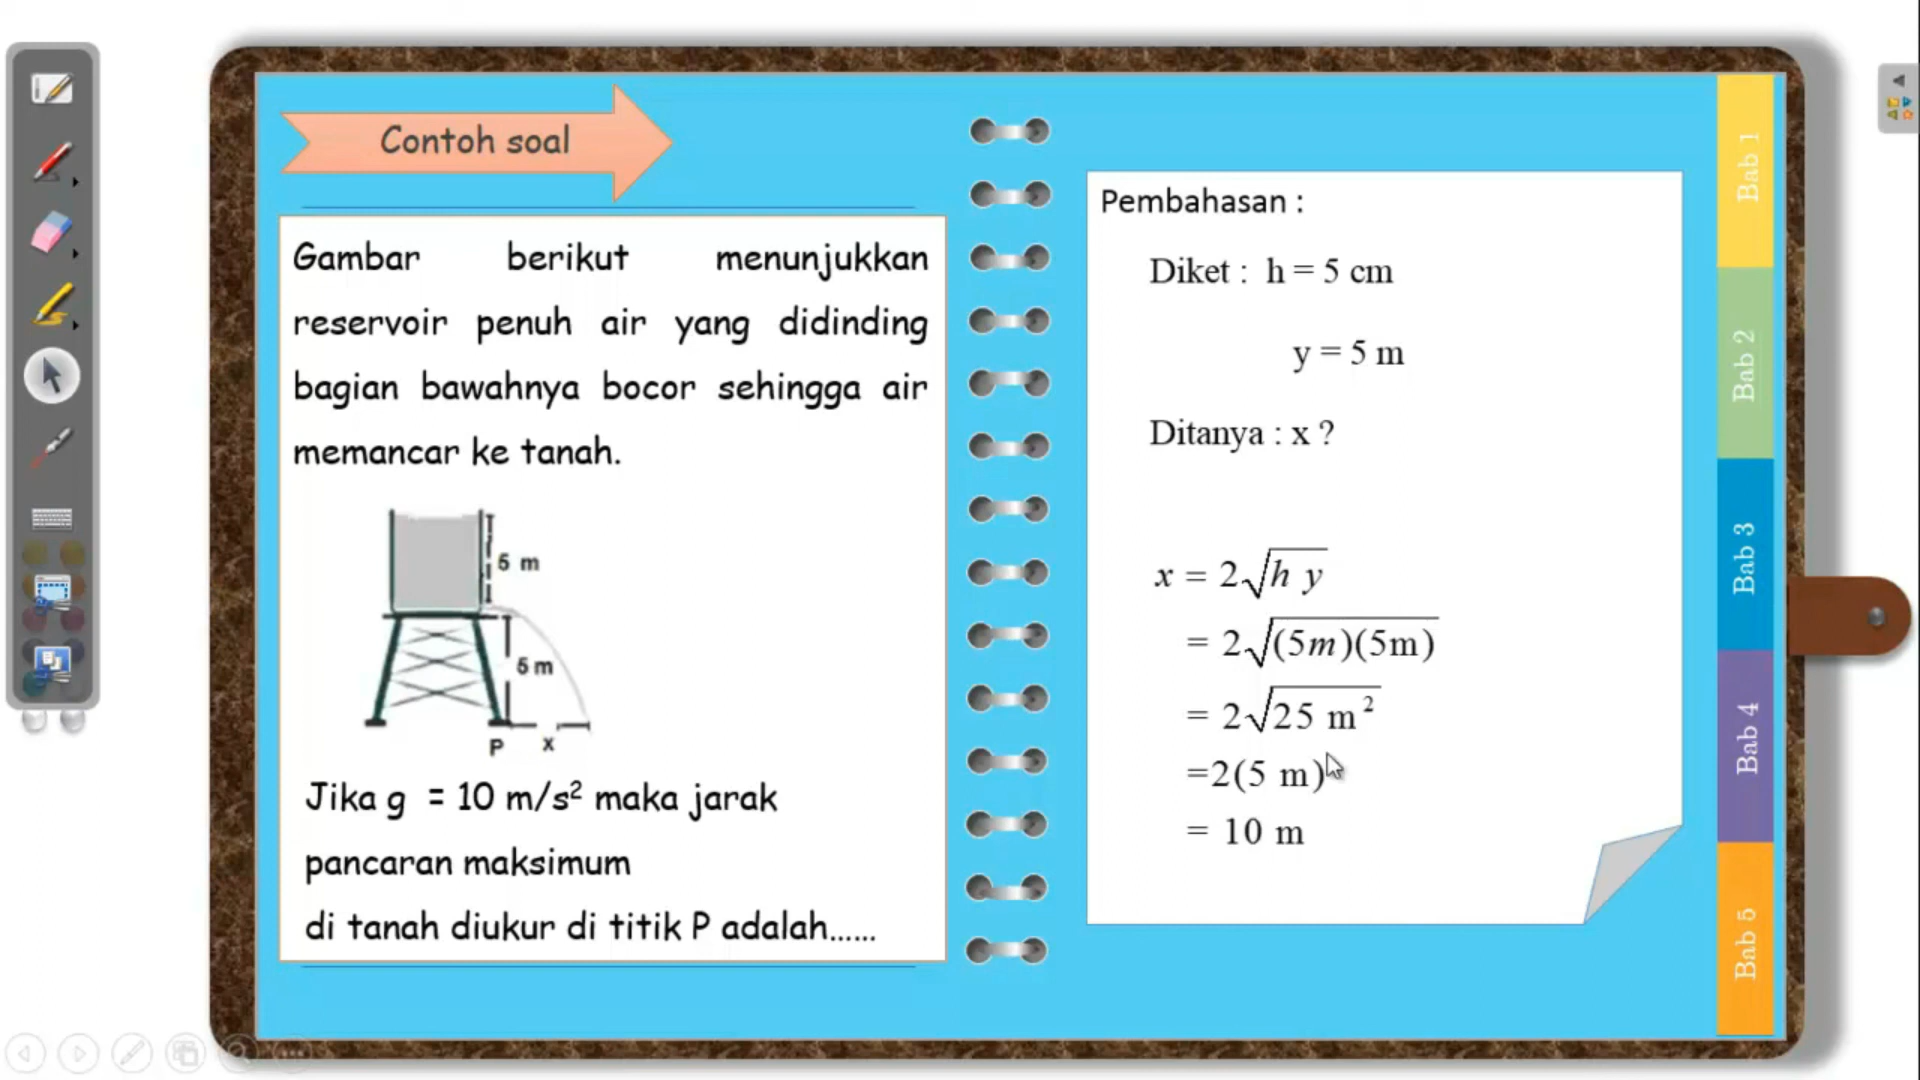 Contoh soal
Gambar berikut menunjukkan
reservoir penuh air yang didinding
bagian bawahnya bocor sehingga air
memancar ke tanah.
5 m
5 m
P x
Jika g = 10 m/s² maka jarak
pancaran maksimum
di tanah diukur di titik P adalah......
Pembahasan :
Diket : h = 5 cm
y = 5 m
Ditanya : x ?
x = 2√(h y)
= 2√((5m)(5m))
= 2√(25 m²)
=2(5 m)
= 10 m
Bab 1
Bab 2
Bab 3
Bab 4
Bab 5